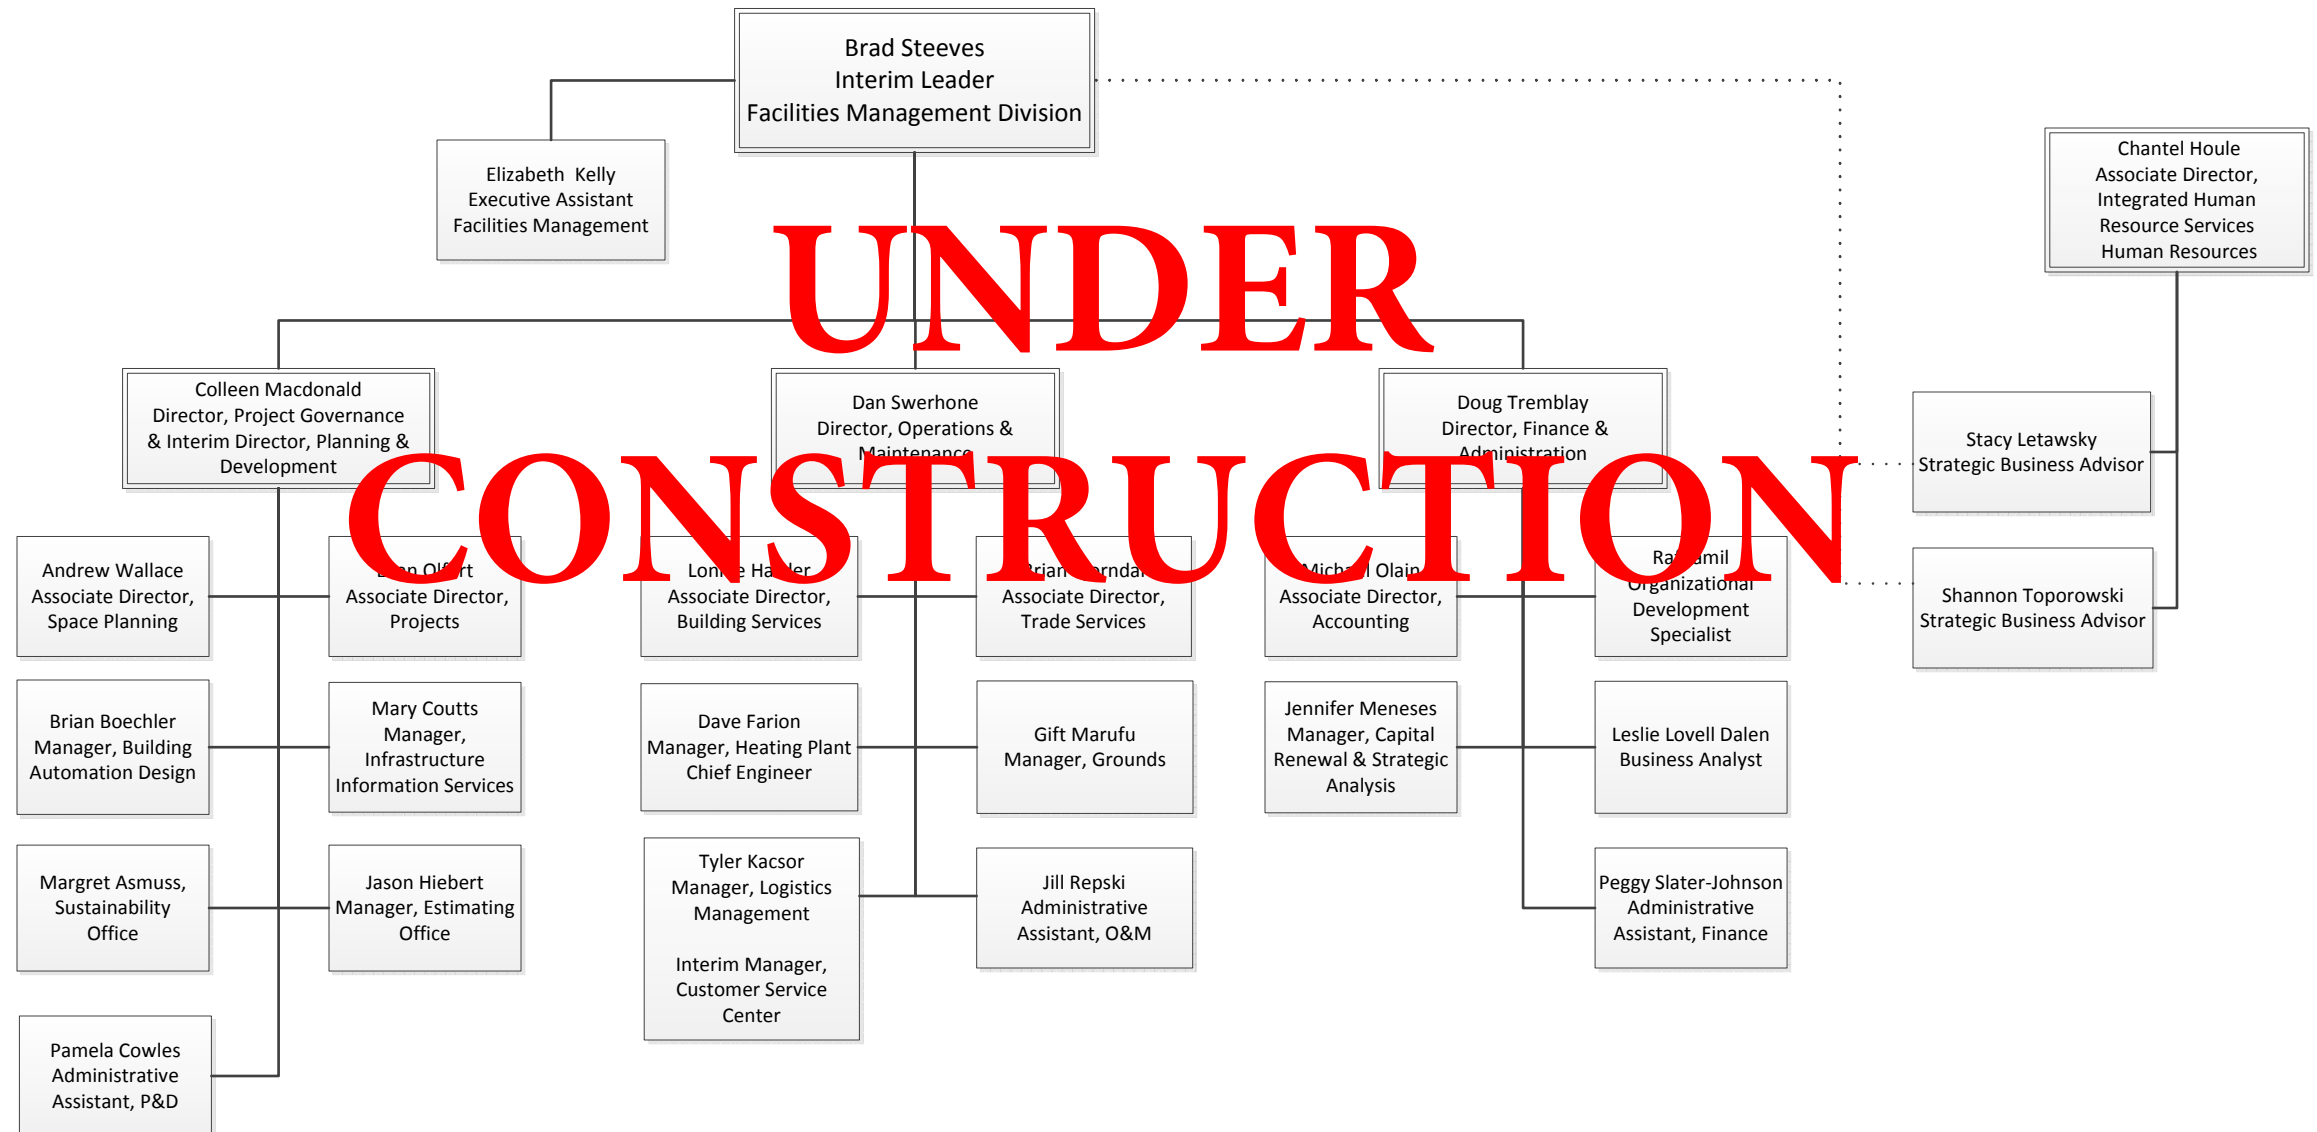 Brad Steeves
Interim Leader
Facilities Management Division
Elizabeth Kelly
Executive Assistant
Facilities Management
Chantel Houle
Associate Director,
Integrated Human
Resource Services
Human Resources
UNDER
CONSTRUCTION
Colleen Macdonald
Director, Project Governance
& Interim Director, Planning &
Development
Dan Swerhone
Director, Operations &
Maintenance
Doug Tremblay
Director, Finance &
Administration
Stacy Letawsky
Strategic Business Advisor
Shannon Toporowski
Strategic Business Advisor
Andrew Wallace
Associate Director,
Space Planning
Associate Director,
Projects
Associate Director,
Building Services
Brian
Associate Director,
Trade Services
Michael
Associate Director,
Accounting
Organizational
Development
Specialist
Brian Boechler
Manager, Building
Automation Design
Mary Coutts
Manager,
Infrastructure
Information Services
Dave Farion
Manager, Heating Plant
Chief Engineer
Gift Marufu
Manager, Grounds
Jennifer Meneses
Manager, Capital
Renewal & Strategic
Analysis
Leslie Lovell Dalen
Business Analyst
Margret Asmuss,
Sustainability
Office
Jason Hiebert
Manager, Estimating
Office
Tyler Kacsor
Manager, Logistics
Management
Interim Manager,
Customer Service
Center
Jill Repski
Administrative
Assistant, O&M
Peggy Slater-Johnson
Administrative
Assistant, Finance
Pamela Cowles
Administrative
Assistant, P&D